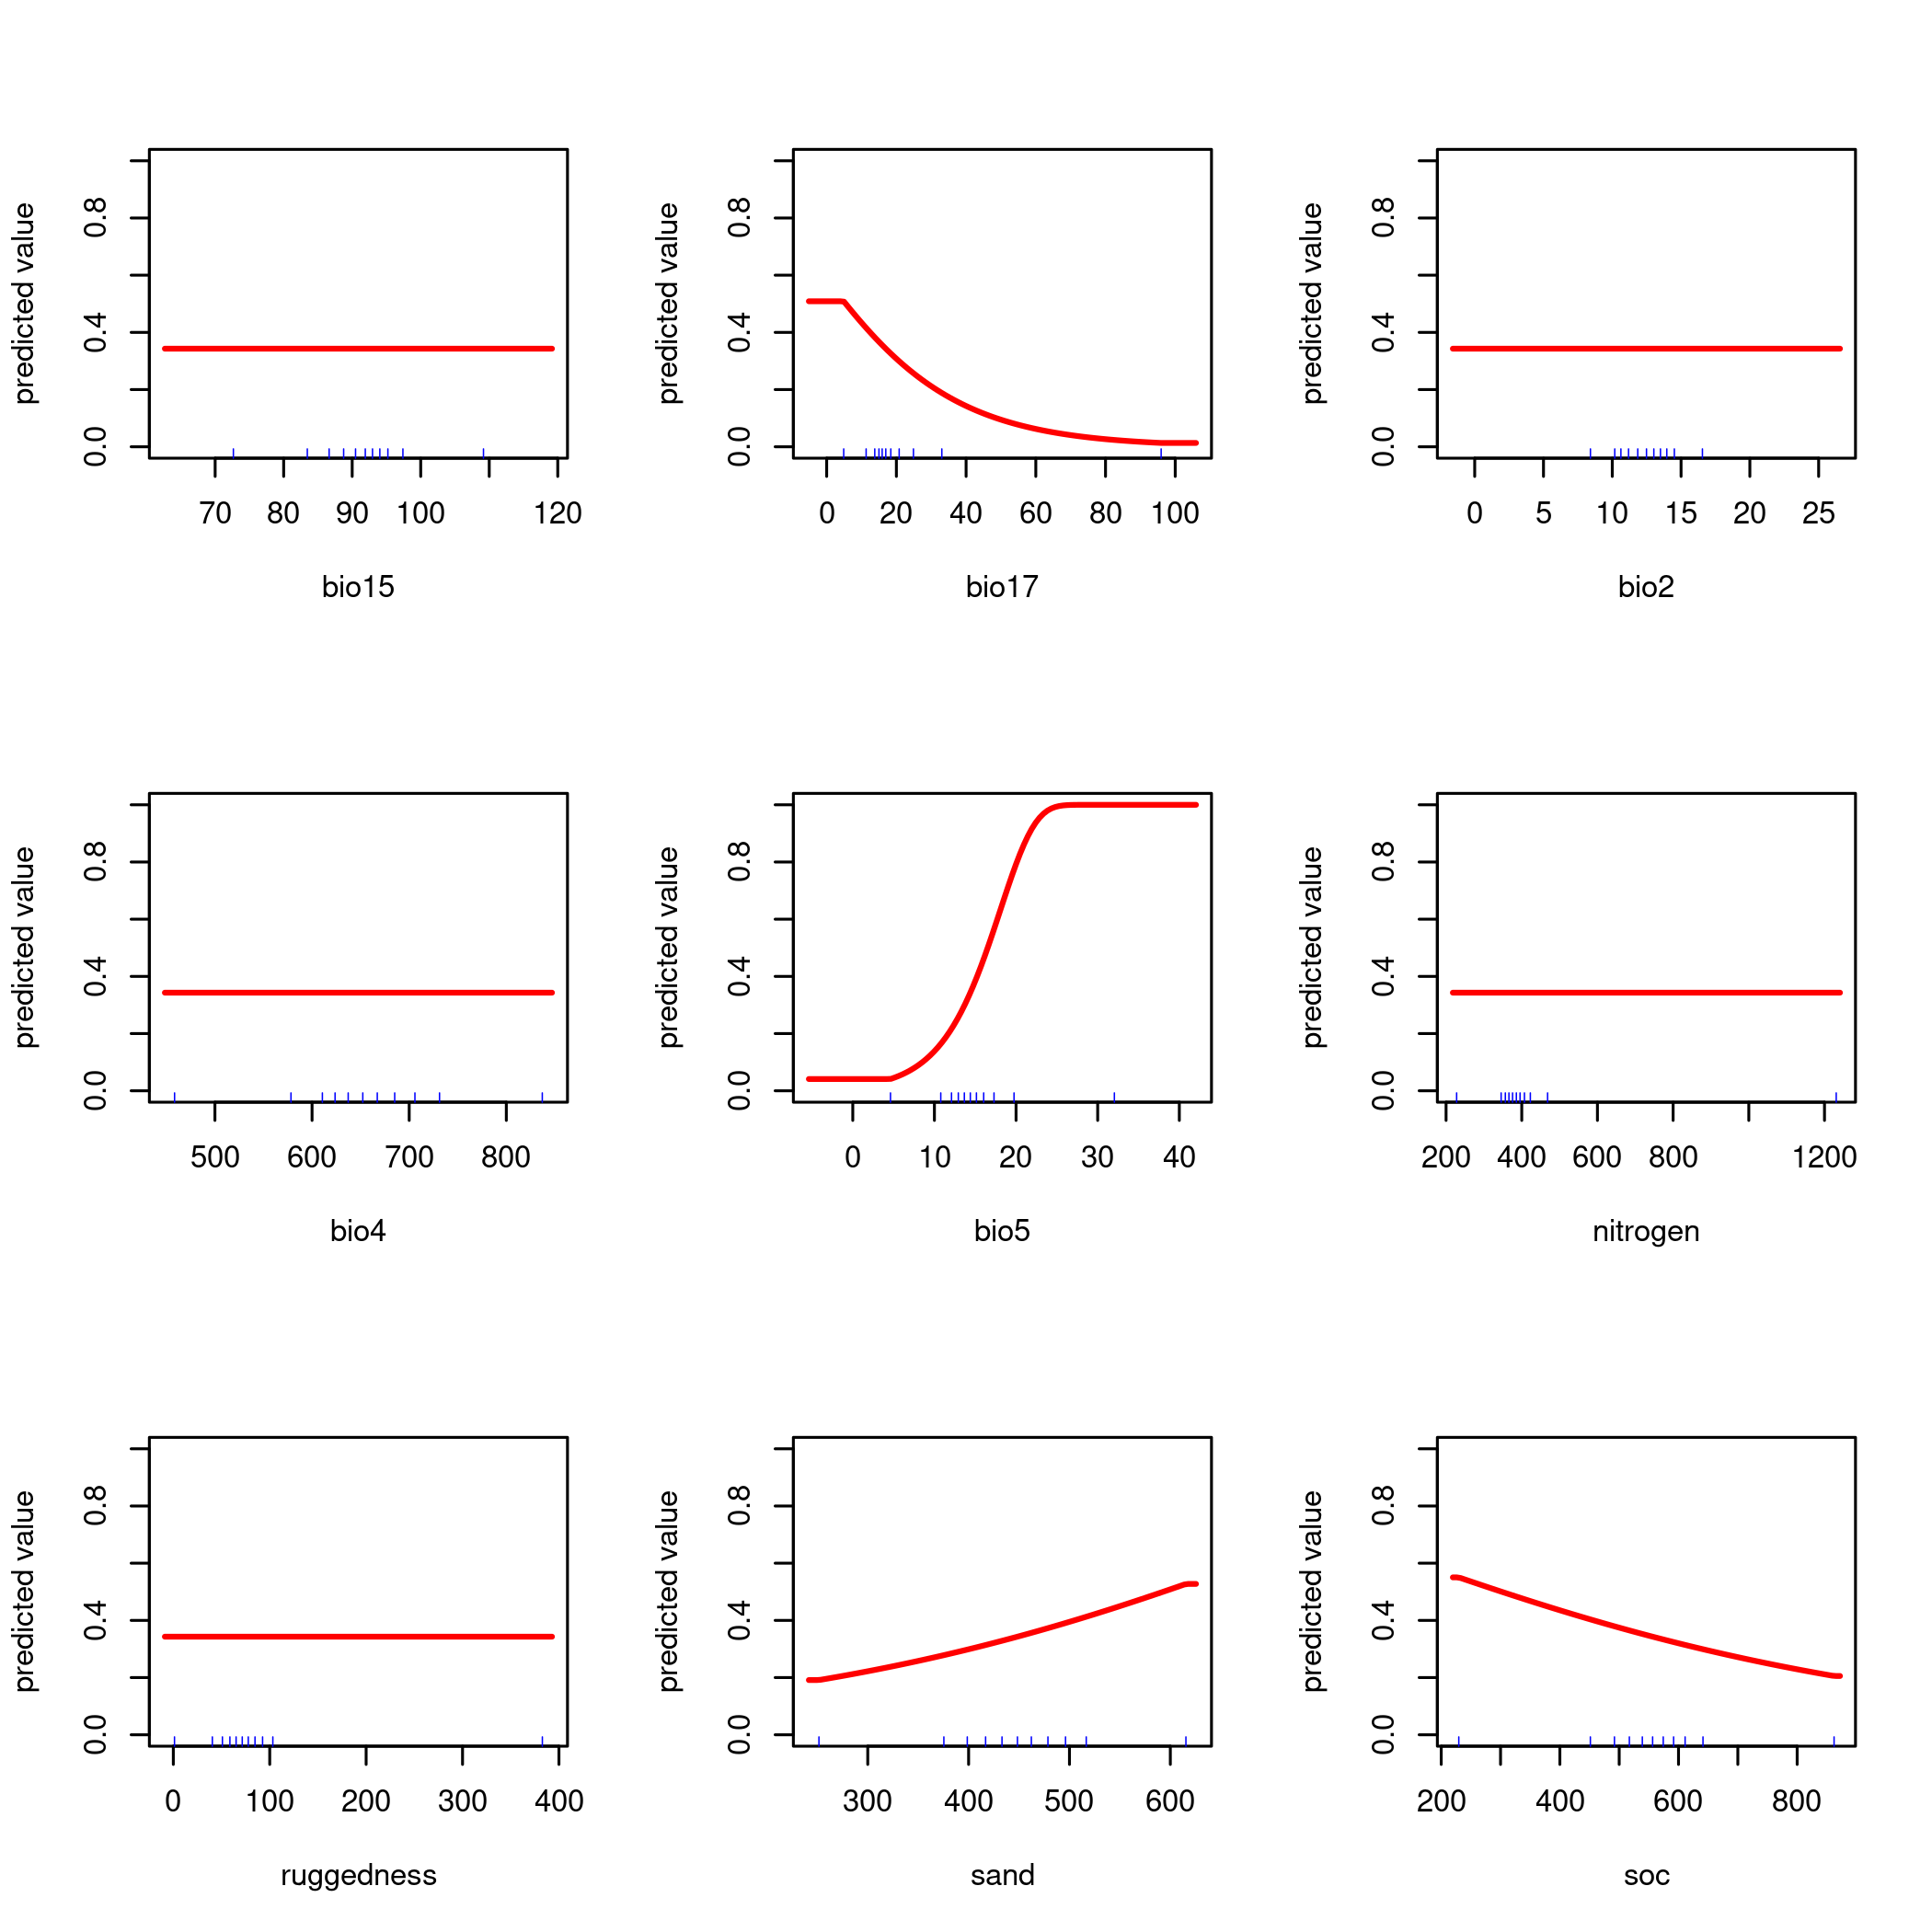 predicted value
0.0 0.4 0.8
70 80 90 100 120
bio15
predicted value
0.0 0.4 0.8
0 20 40 60 80 100
bio17
predicted value
0.0 0.4 0.8
0 5 10 15 20 25
bio2
predicted value
0.0 0.4 0.8
500 600 700 800
bio4
predicted value
0.0 0.4 0.8
0 10 20 30 40
bio5
predicted value
0.0 0.4 0.8
200 400 600 800 1200
nitrogen
predicted value
0.0 0.4 0.8
0 100 200 300 400
ruggedness
predicted value
0.0 0.4 0.8
300 400 500 600
sand
predicted value
0.0 0.4 0.8
200 400 600 800
soc